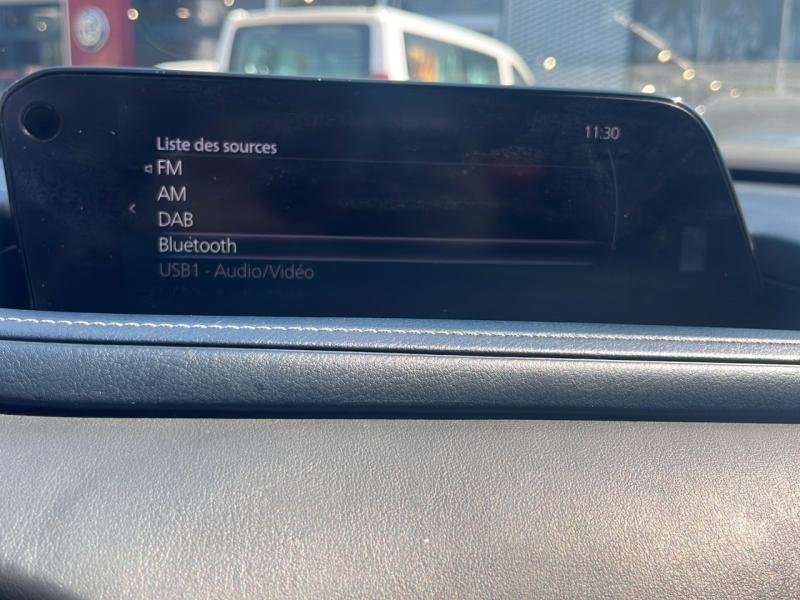 Liste des sources
11:30
FM
AM
DAB
Bluetooth
USB1 - Audio/Vidéo